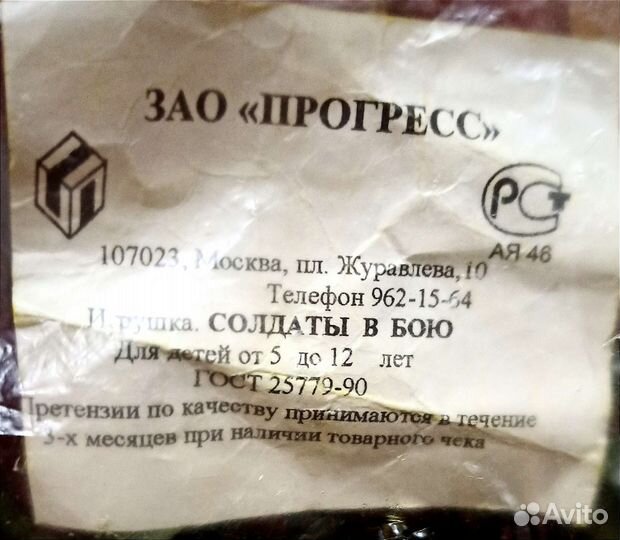 ЗАО «ПРОГРЕСС»
РСТ
АЯ 46
107023, Москва, пл. Журавлева, 10
Телефон 962-15-64
Игрушка. СОЛДАТЫ В БОЮ
Для детей от 5 до 12 лет
ГОСТ 25779-90
Претензии по качеству принимаются в течение
3-х месяцев при наличии товарного чека
Avito